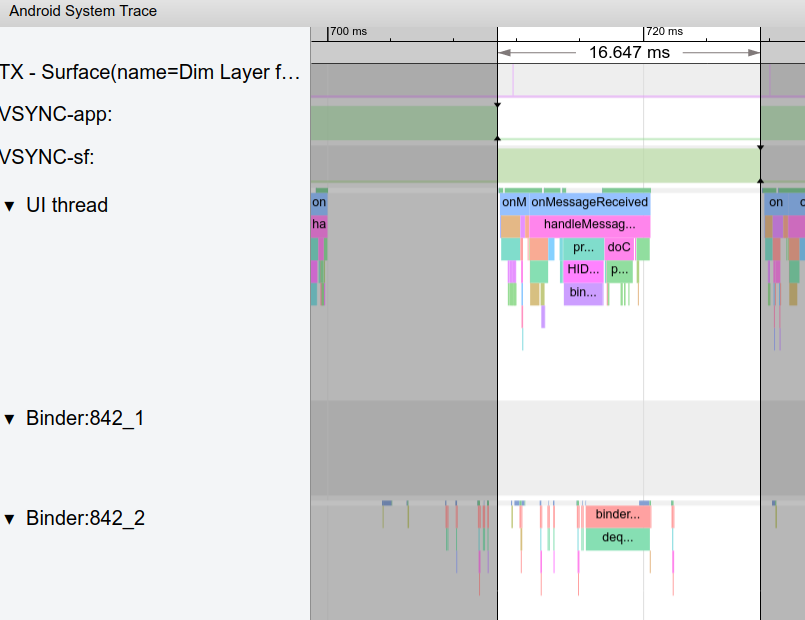 Android System Trace
700 ms
720 ms
16.647 ms
TX - Surface(name=Dim Layer f...
VSYNC-app:
VSYNC-sf:
▼ UI thread
on
onM
onMessageReceived
on
ha
handleMessag...
pr...
doC
HID...
p...
bin...
▼ Binder:842_1
▼ Binder:842_2
binder...
deq...